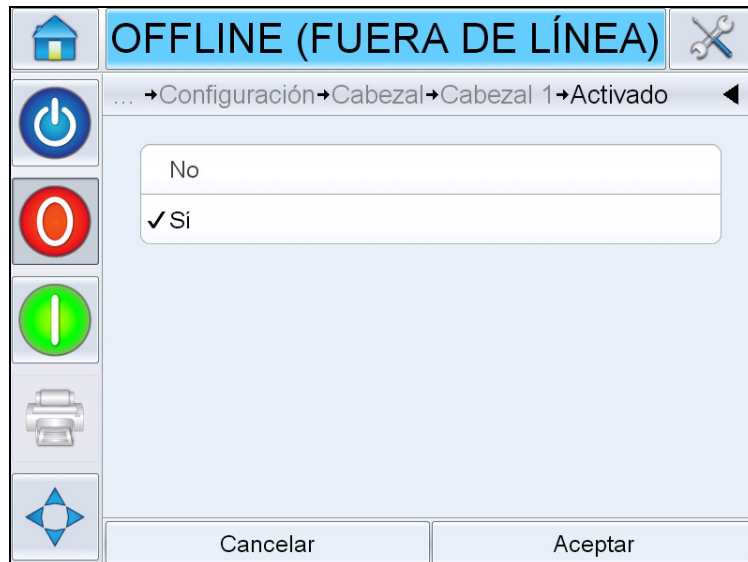 OFFLINE (FUERA DE LÍNEA)
... →Configuración→Cabezal→Cabezal 1→Activado
No
✓Sí
Cancelar
Aceptar